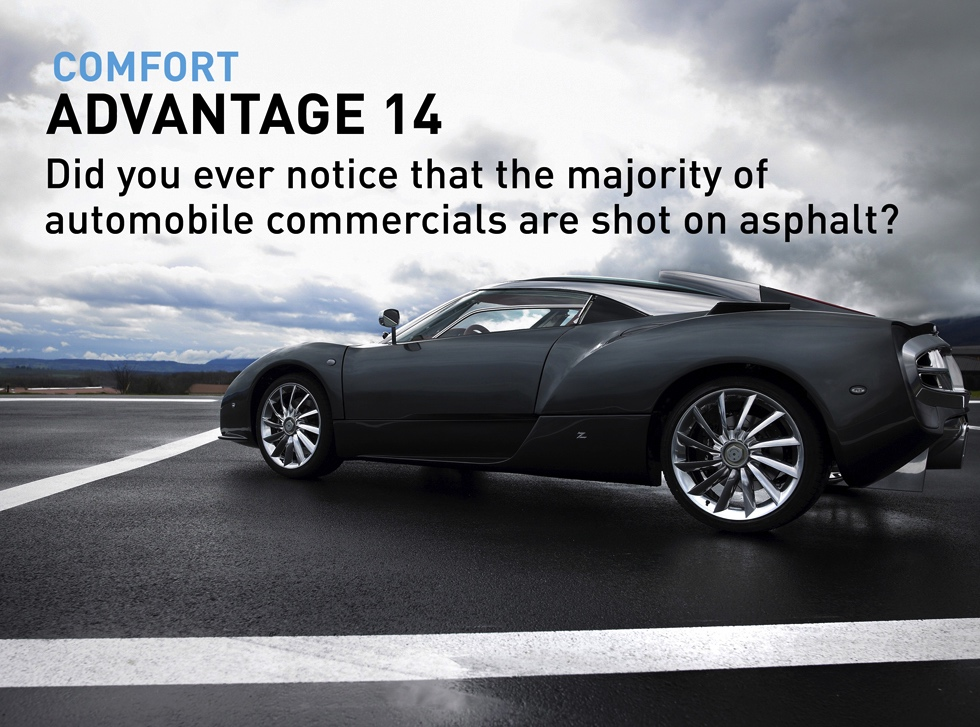 COMFORT
ADVANTAGE 14
Did you ever notice that the majority of
automobile commercials are shot on asphalt?
Z